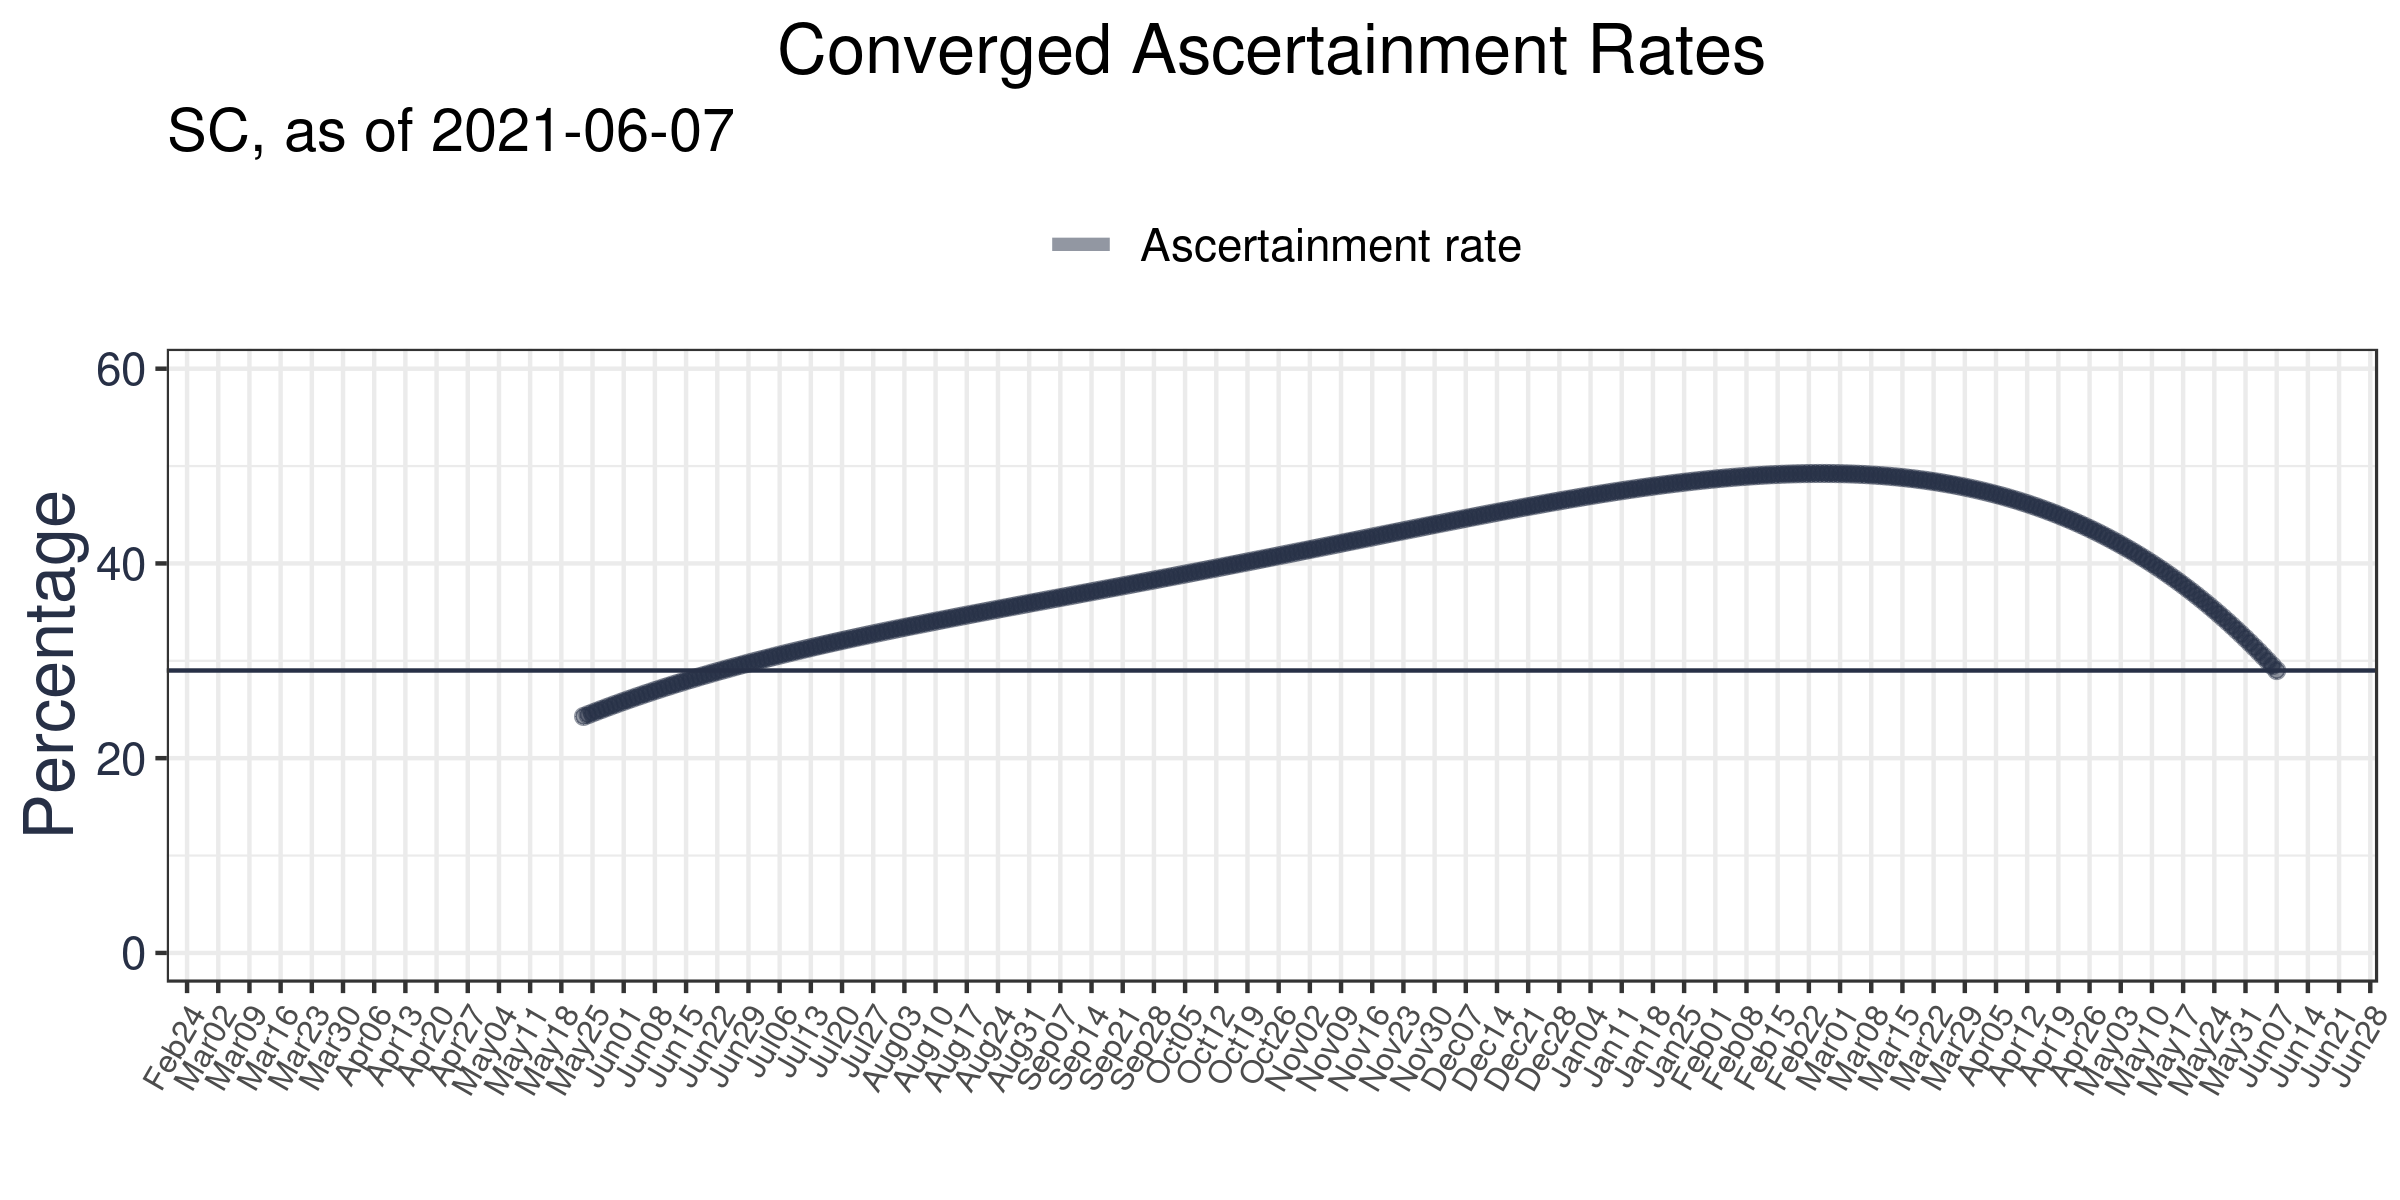 Converged Ascertainment Rates
SC, as of 2021-06-07
Ascertainment rate
Percentage
60
40
20
0
Feb24 Mar02 Mar09 Mar16 Mar23 Mar30 Apr06 Apr13 Apr20 Apr27 May04 May11 May18 May25 Jun01 Jun08 Jun15 Jun22 Jun29 Jul06 Jul13 Jul20 Jul27 Aug03 Aug10 Aug17 Aug24 Aug31 Sep07 Sep14 Sep21 Sep28 Oct05 Oct12 Oct19 Oct26 Nov02 Nov09 Nov16 Nov23 Nov30 Dec07 Dec14 Dec21 Dec28 Jan04 Jan11 Jan18 Jan25 Feb01 Feb08 Feb15 Feb22 Mar01 Mar08 Mar15 Mar22 Mar29 Apr05 Apr12 Apr19 Apr26 May03 May10 May17 May24 May31 Jun07 Jun14 Jun21 Jun28